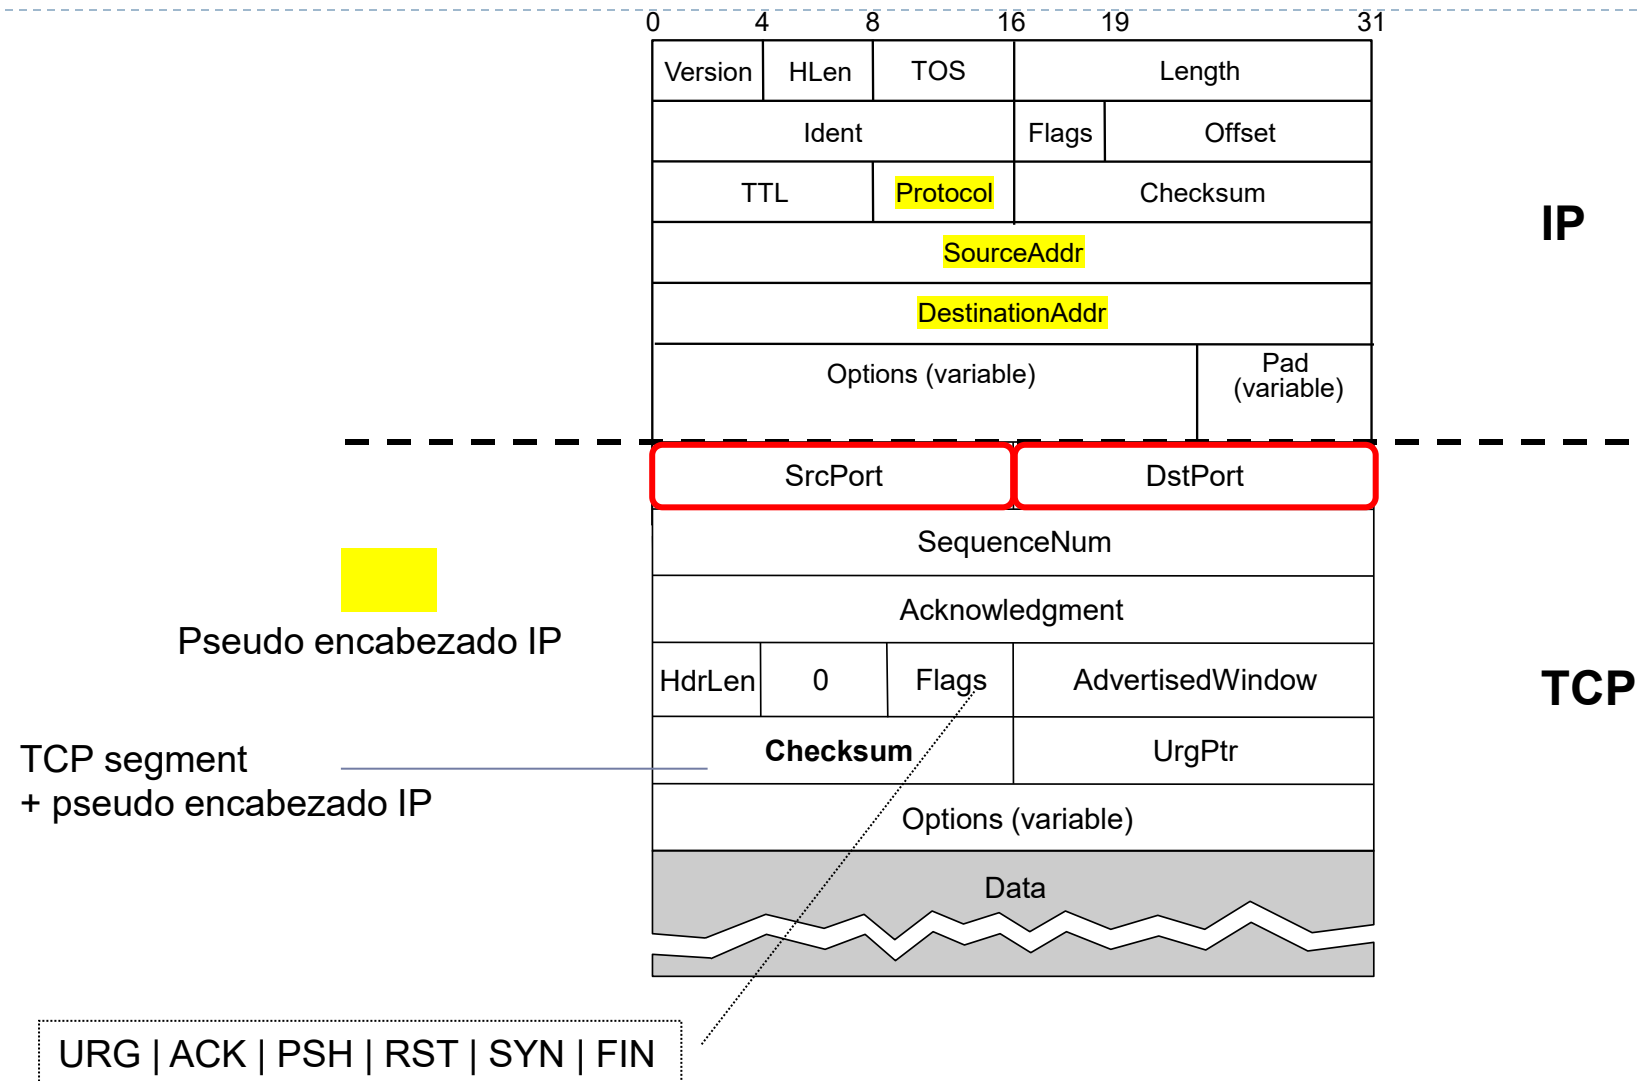 0 4 8 16 19 31
Version HLen TOS Length
Ident Flags Offset
TTL Protocol Checksum
IP
SourceAddr
DestinationAddr
Options (variable) Pad
(variable)
SrcPort DstPort
SequenceNum
Acknowledgment
Pseudo encabezado IP
HdrLen 0 Flags AdvertisedWindow
TCP
Checksum UrgPtr
TCP segment
+ pseudo encabezado IP
Options (variable)
Data
URG | ACK | PSH | RST | SYN | FIN